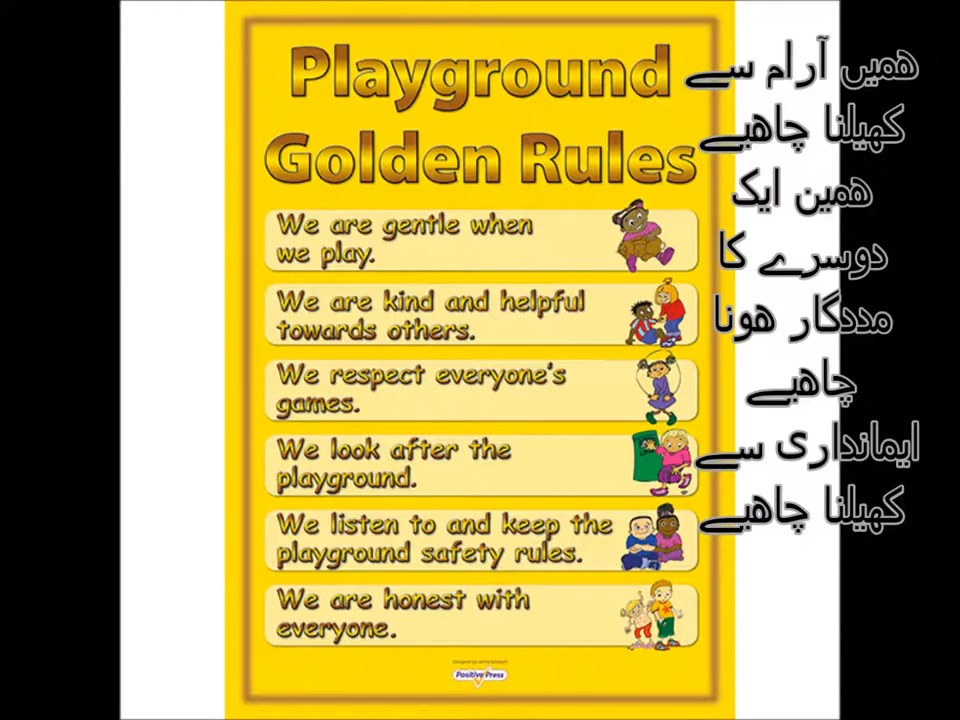 Playground
Golden Rules
We are gentle when
we play.
We are kind and helpful
towards others.
We respect everyone's
games.
We look after the
playground.
We listen to and keep the
playground safety rules.
We are honest with
everyone.
Positive Press
ھمیں آرام سے
کھیلنا چاھیے
ھمین ایک
دوسرے کا
مددگار ھونا
چاھیے
ایمانداری سے
کھیلنا چاھیے